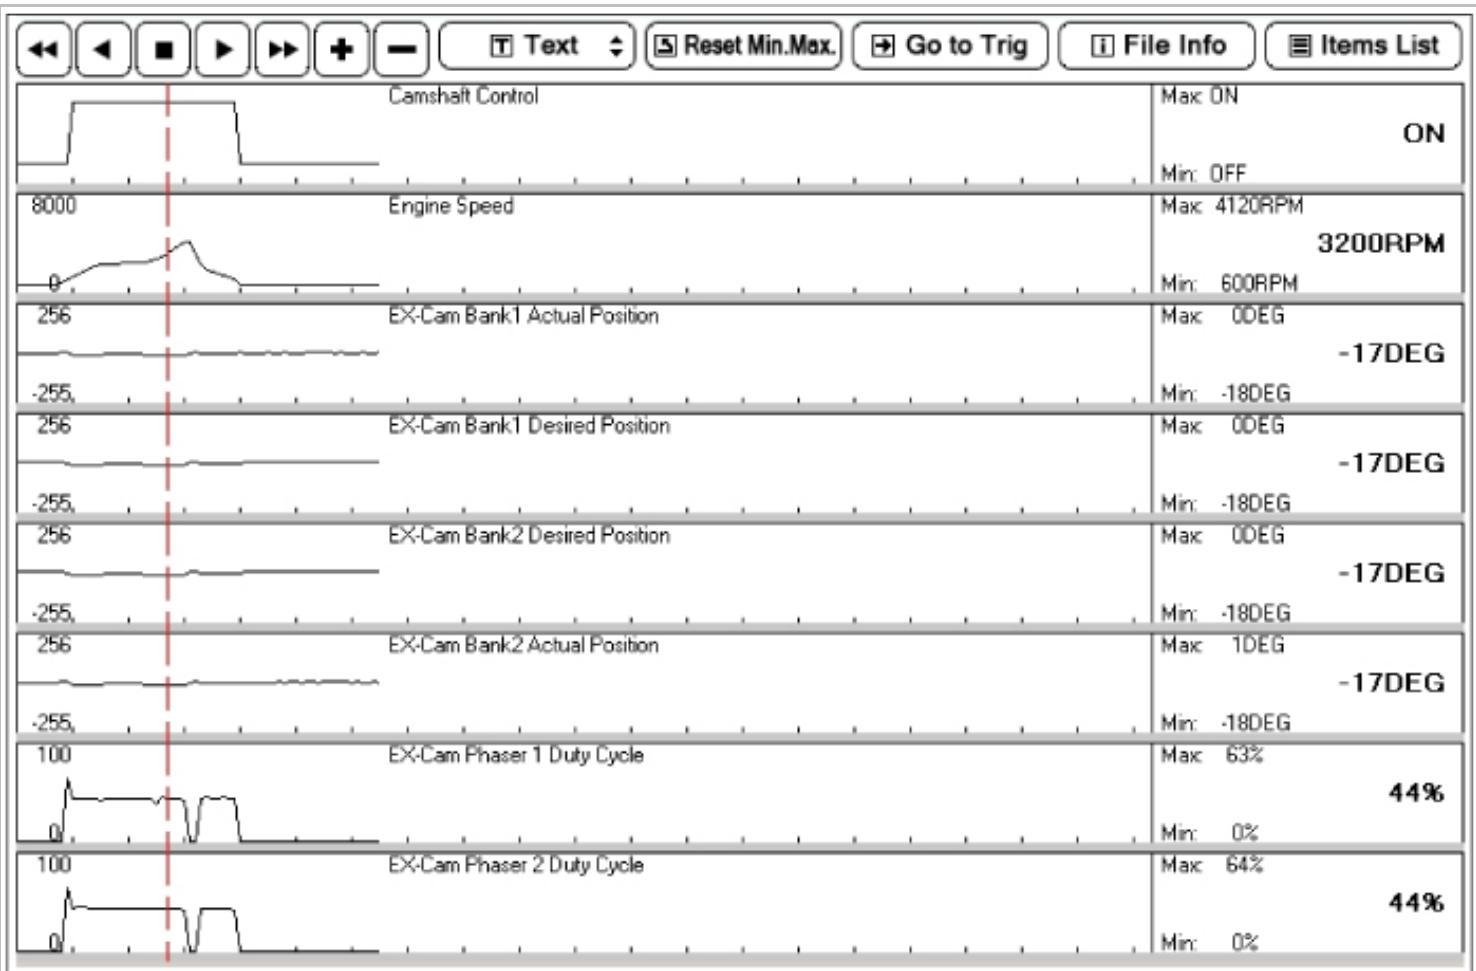 Text Reset Min.Max. Go to Trig File Info Items List
Camshaft Control Max: ON
ON
Min: OFF
8000 Engine Speed Max: 4120RPM
3200RPM
0 Min: 600RPM
256 EX-Cam Bank1 Actual Position Max: 0DEG
-17DEG
-255 Min: -18DEG
256 EX-Cam Bank1 Desired Position Max: 0DEG
-17DEG
-255 Min: -18DEG
256 EX-Cam Bank2 Desired Position Max: 0DEG
-17DEG
-255 Min: -18DEG
256 EX-Cam Bank2 Actual Position Max: 1DEG
-17DEG
-255 Min: -18DEG
100 EX-Cam Phaser 1 Duty Cycle Max: 63%
44%
0 Min: 0%
100 EX-Cam Phaser 2 Duty Cycle Max: 64%
44%
0 Min: 0%